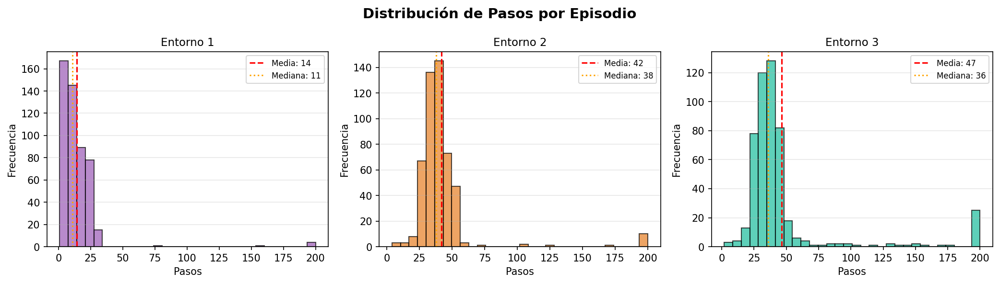 Distribución de Pasos por Episodio
Entorno 1
Media: 14
Mediana: 11
Frecuencia
160
140
120
100
80
60
40
20
0
0 25 50 75 100 125 150 175 200
Pasos
Entorno 2
Media: 42
Mediana: 38
Frecuencia
140
120
100
80
60
40
20
0
0 25 50 75 100 125 150 175 200
Pasos
Entorno 3
Media: 47
Mediana: 36
Frecuencia
120
100
80
60
40
20
0
0 25 50 75 100 125 150 175 200
Pasos